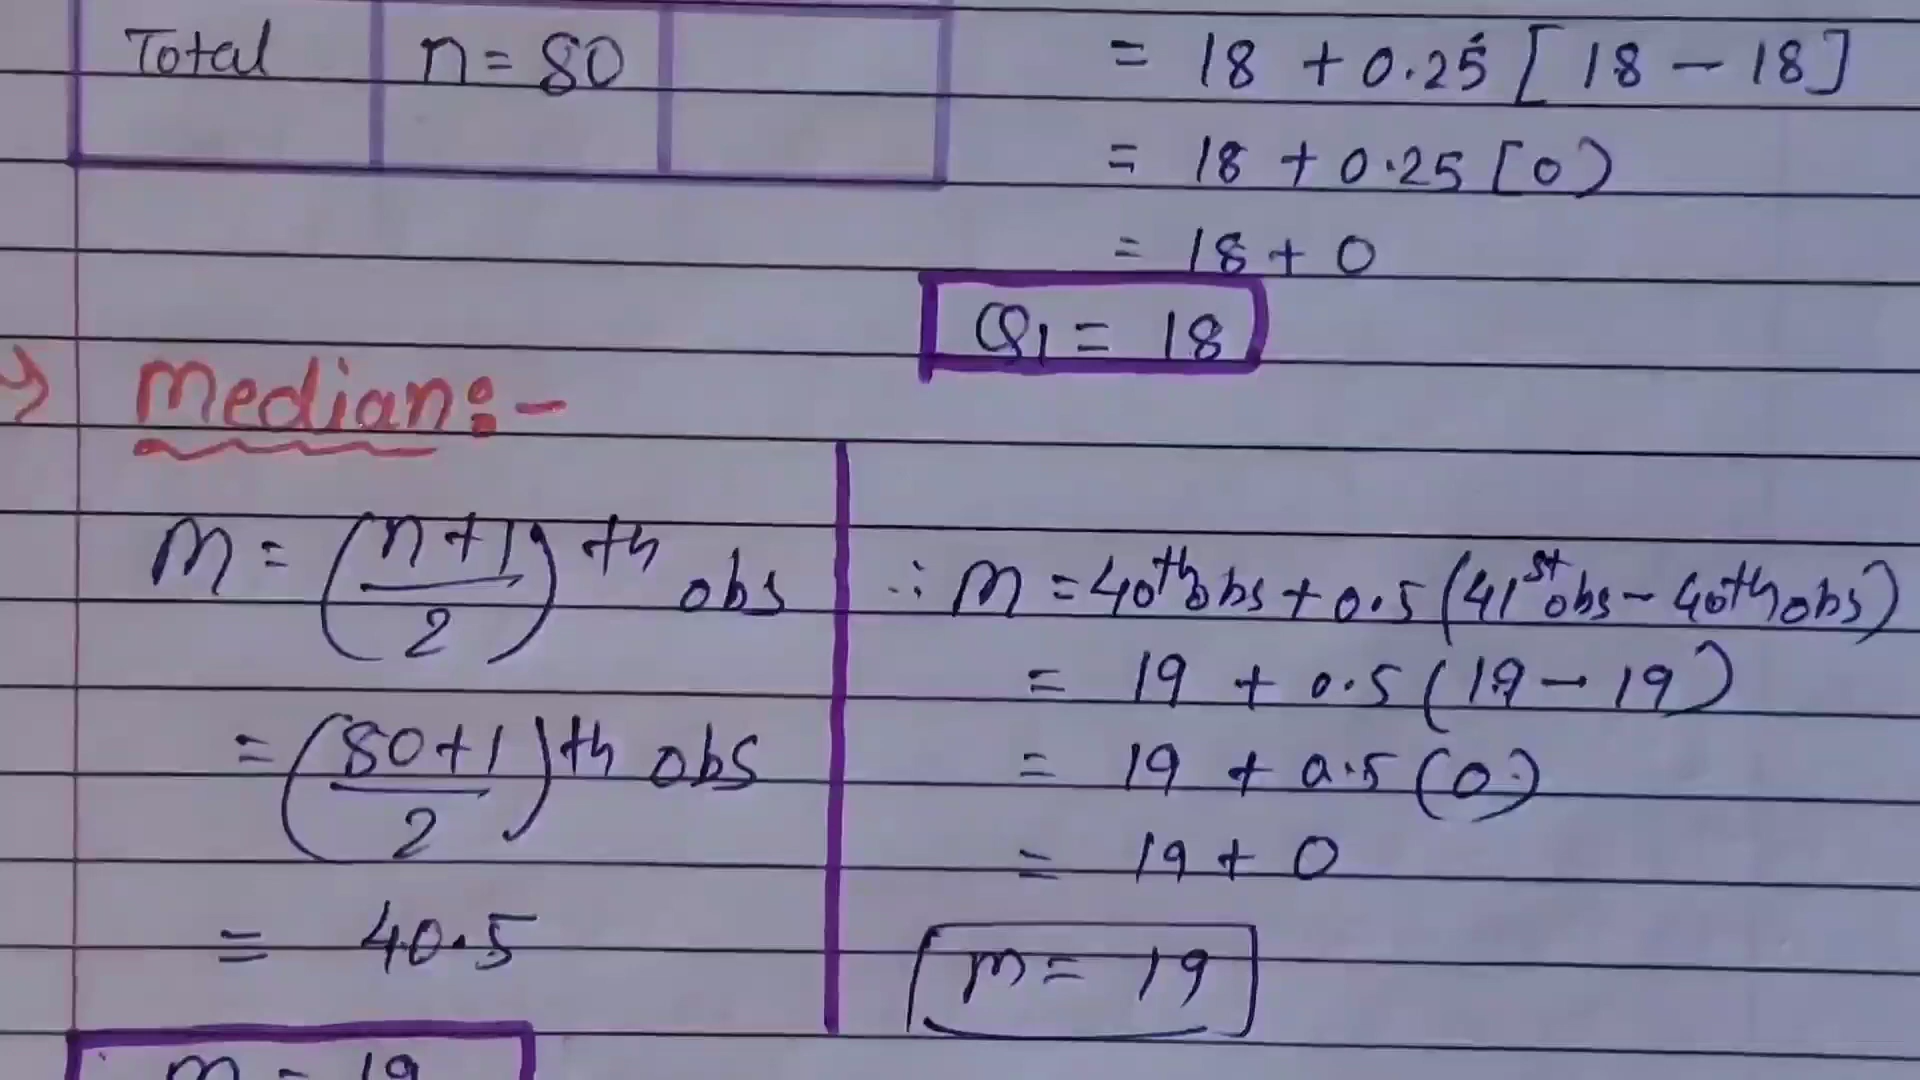 Total n = 80
= 18 + 0.25 [ 18 - 18 ]
= 18 + 0.25 [0)
= 18 + 0
Q1 = 18
Median:-
M = (n+1/2)th obs
= (80+1/2)th obs
= 40.5
m = 19
∴ M = 40th obs + 0.5 (41st obs - 40th obs)
= 19 + 0.5 (19 - 19)
= 19 + 0.5 (0)
= 19 + 0
m = 19